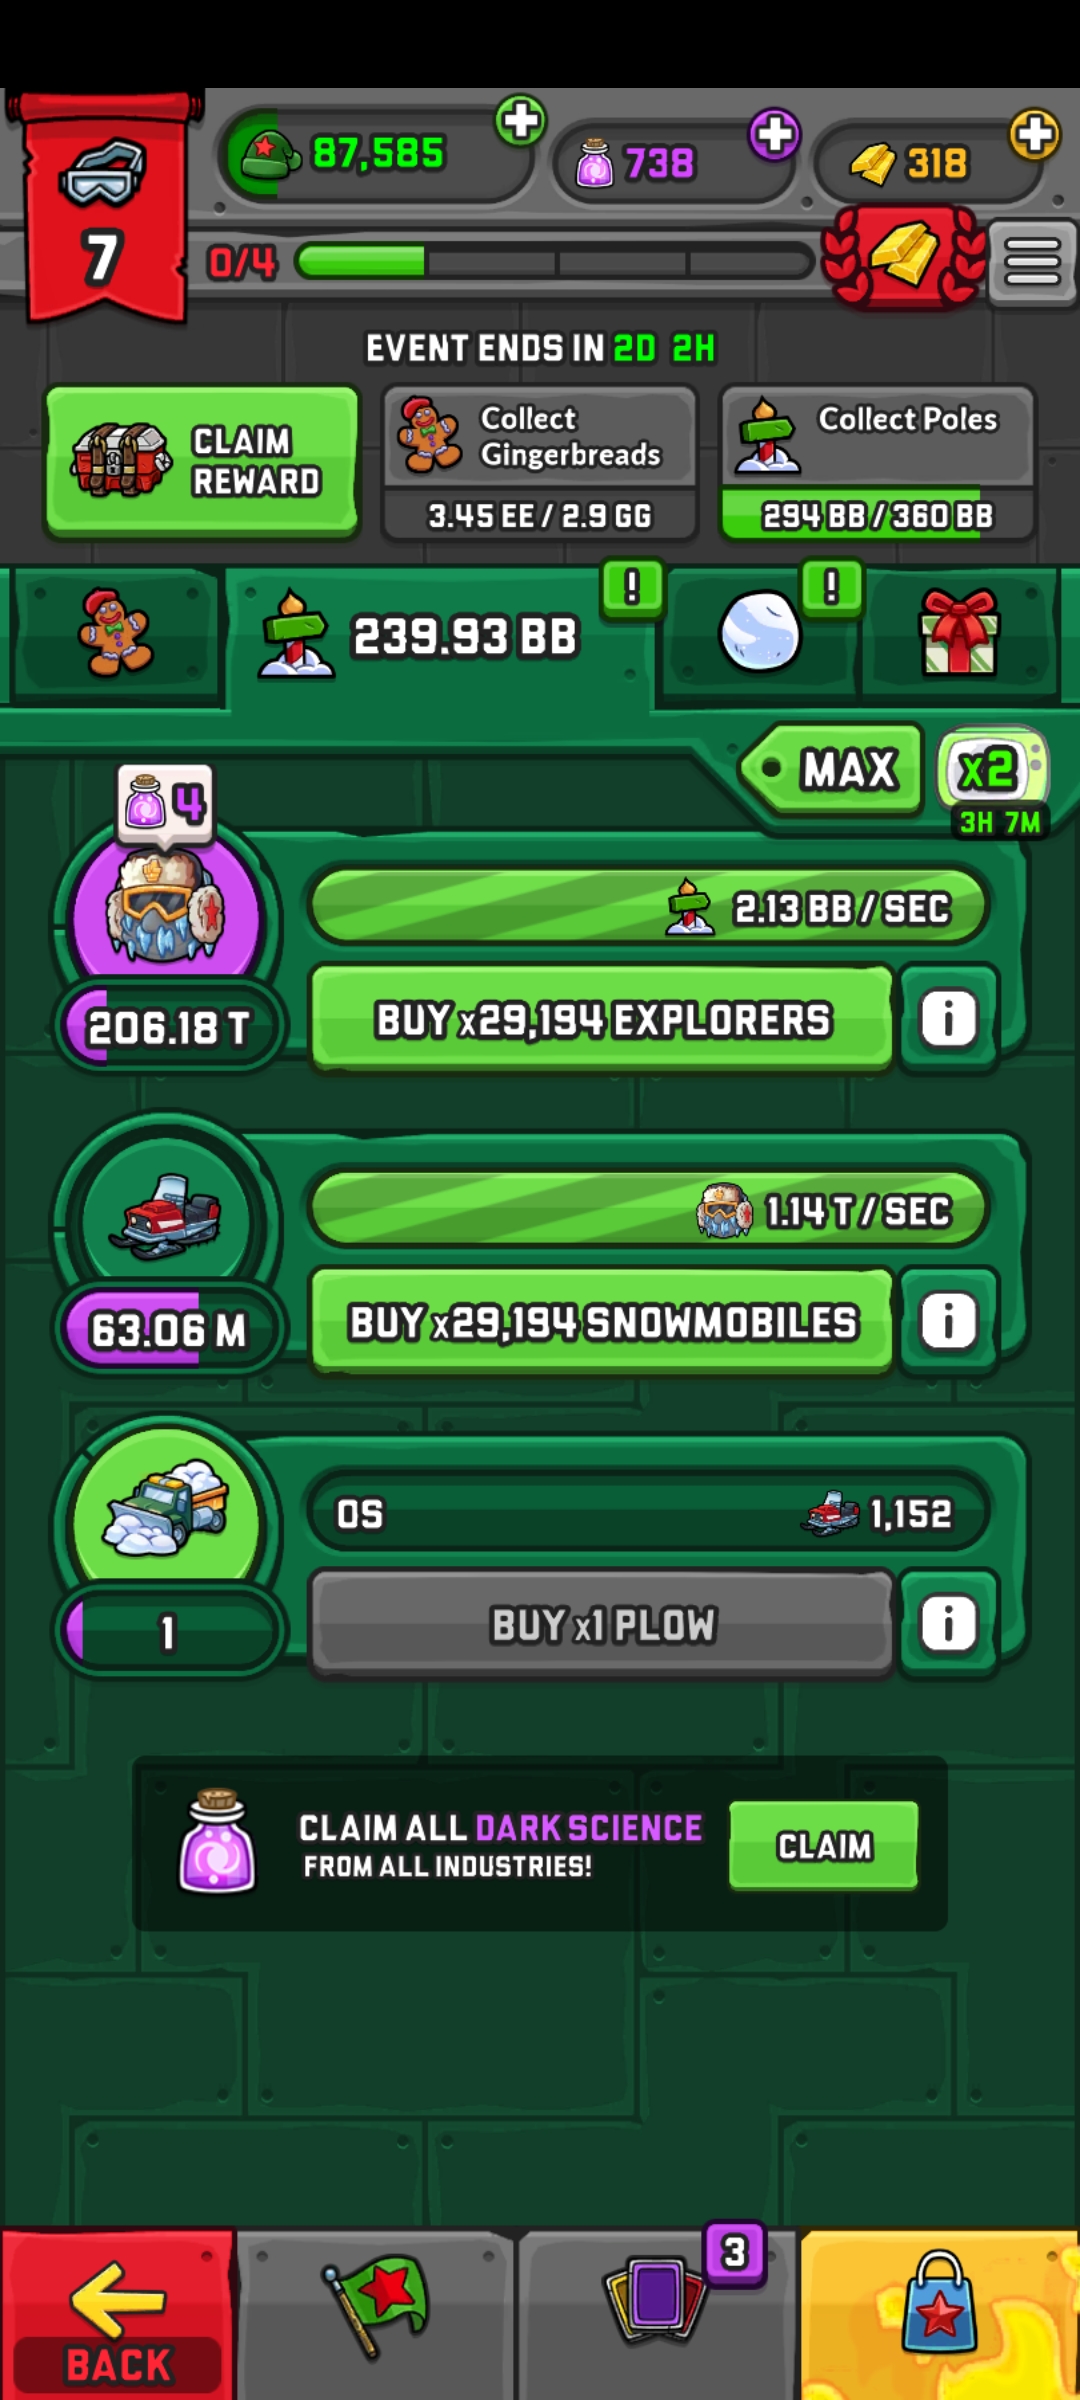 87,585
738
318
7
0/4
EVENT ENDS IN 2D 2H
CLAIM
REWARD
Collect
Gingerbreads
3.45 EE / 2.9 GG
Collect Poles
294 BB / 360 BB
!
!
239.93 BB
MAX
x2
3H 7M
4
2.13 BB / SEC
206.18 T
BUY x29,194 EXPLORERS
i
1.14 T / SEC
63.06 M
BUY x29,194 SNOWMOBILES
i
0S
1,152
1
BUY x1 PLOW
i
CLAIM ALL DARK SCIENCE
FROM ALL INDUSTRIES!
CLAIM
3
BACK